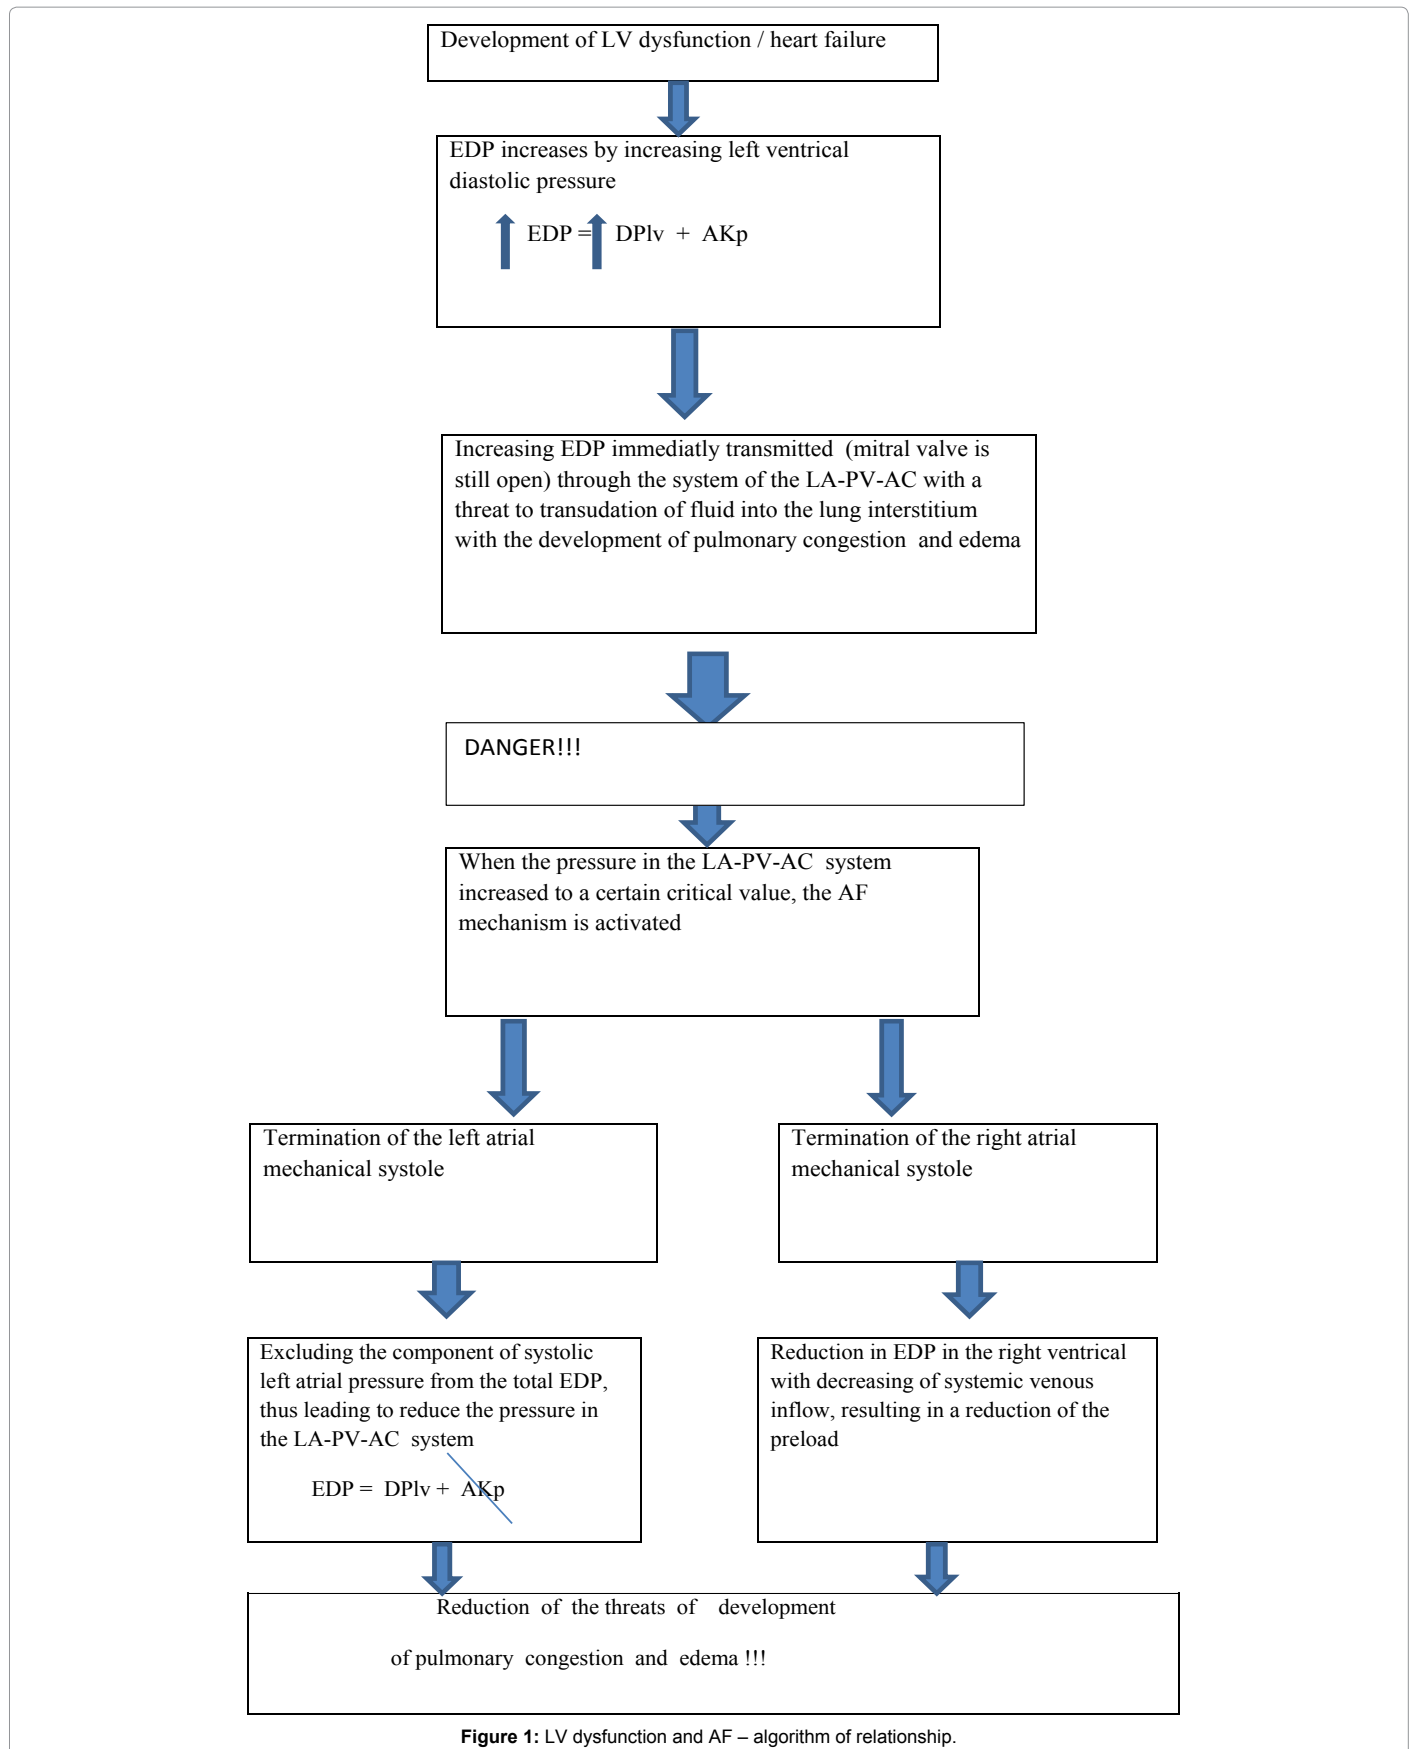 Development of LV dysfunction / heart failure
EDP increases by increasing left ventrical
diastolic pressure
EDP = DPlv + AKp
Increasing EDP immediatly transmitted (mitral valve is
still open) through the system of the LA-PV-AC with a
threat to transudation of fluid into the lung interstitium
with the development of pulmonary congestion and edema
DANGER!!!
When the pressure in the LA-PV-AC system
increased to a certain critical value, the AF
mechanism is activated
Termination of the left atrial
mechanical systole
Termination of the right atrial
mechanical systole
Excluding the component of systolic
left atrial pressure from the total EDP,
thus leading to reduce the pressure in
the LA-PV-AC system
EDP = DPlv + AKp
Reduction in EDP in the right ventrical
with decreasing of systemic venous
inflow, resulting in a reduction of the
preload
Reduction of the threats of development
of pulmonary congestion and edema !!!
Figure 1: LV dysfunction and AF – algorithm of relationship.